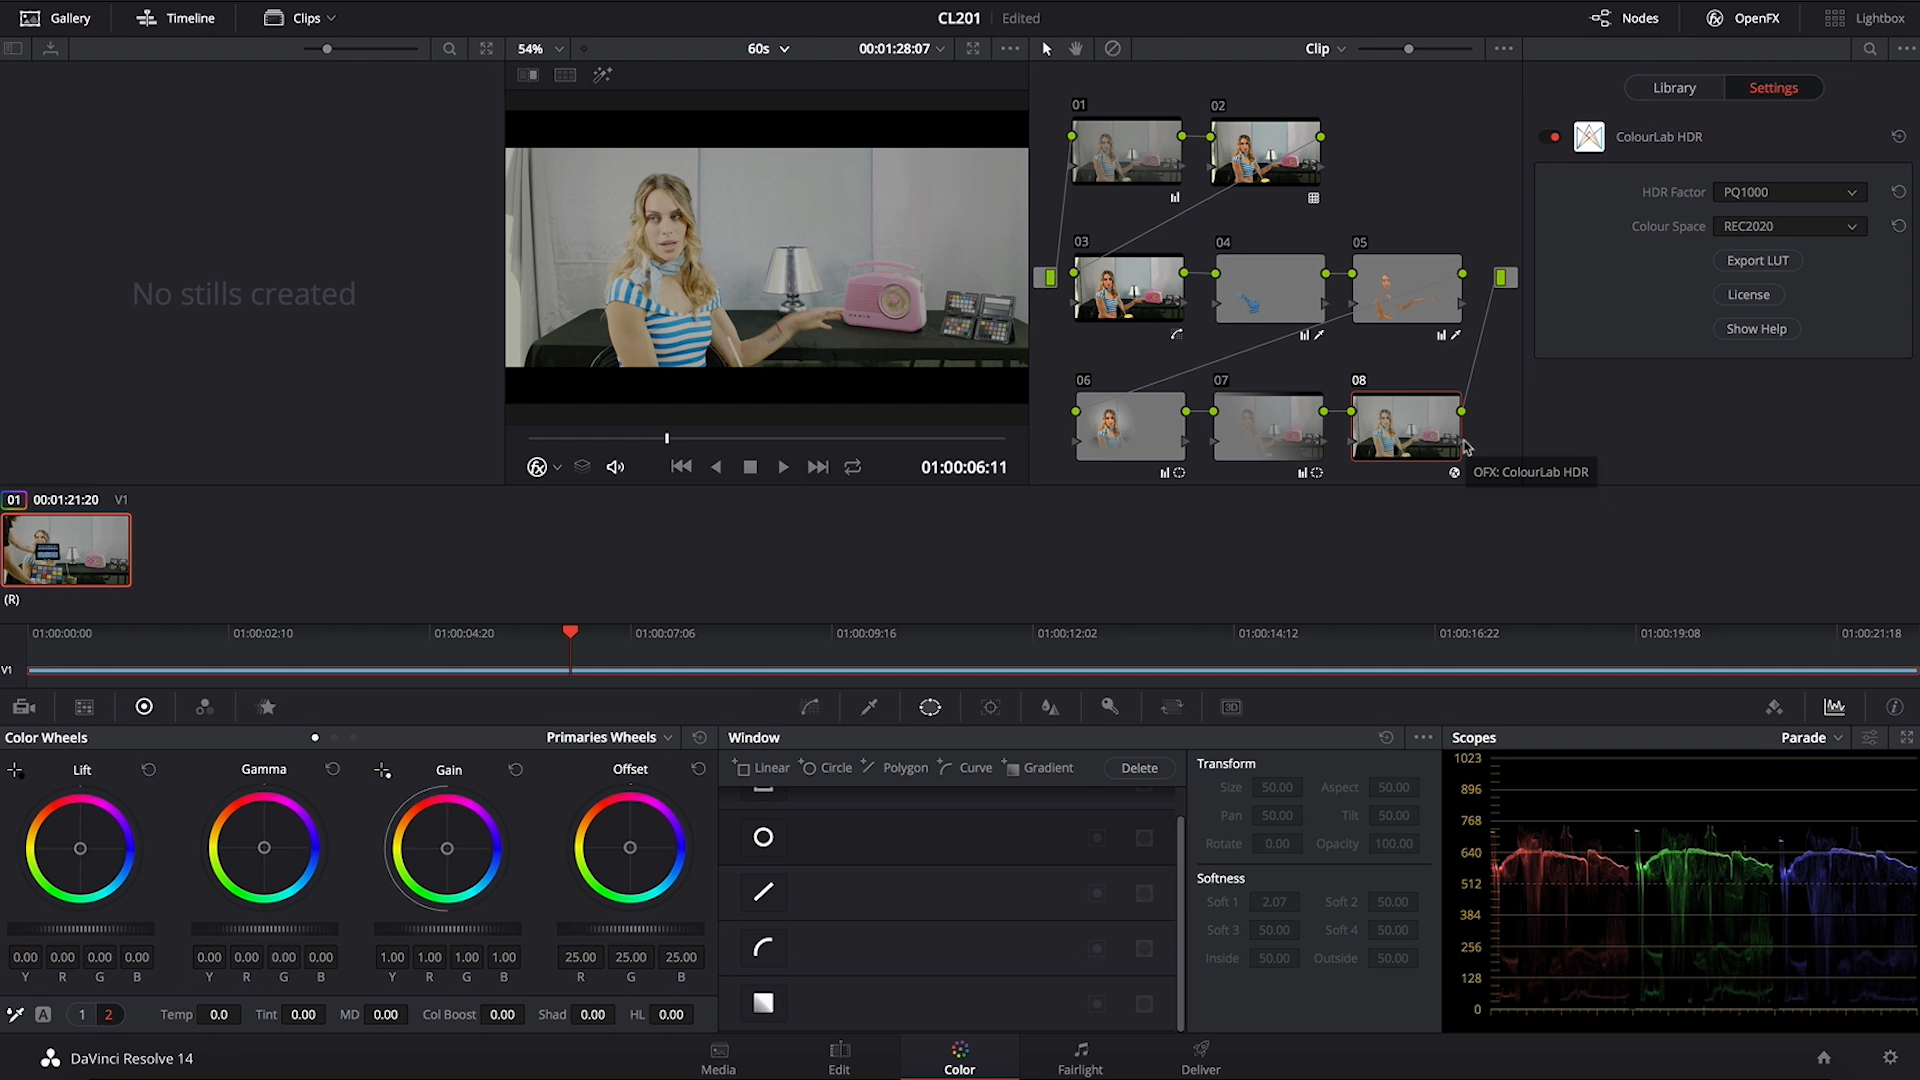 Gallery Timeline Clips CL201 Edited Nodes OpenFX Lightbox
54% 60s 00:01:28:07 Clip
Library Settings
ColourLab HDR
HDR Factor PQ1000
Colour Space REC2020
Export LUT
License
Show Help
No stills created
01 02
03 04 05
06 07 08
OFX: ColourLab HDR
01:00:06:11
01 00:01:21:20 V1
(R)
01:00:00:00 01:00:02:10 01:00:04:20 01:00:07:06 01:00:09:16 01:00:12:02 01:00:14:12 01:00:16:22 01:00:19:08 01:00:21:18
V1
3D
Color Wheels Primaries Wheels Window Scopes Parade
Lift Gamma Gain Offset
0.00 0.00 0.00 0.00 0.00 0.00 0.00 0.00 1.00 1.00 1.00 1.00 25.00 25.00 25.00
Y R G B Y R G B Y R G B R G B
A 1 2 Temp 0.0 Tint 0.00 MD 0.00 Col Boost 0.00 Shad 0.00 HL 0.00
Linear Circle Polygon Curve Gradient Delete
Transform
Size 50.00 Aspect 50.00
Pan 50.00 Tilt 50.00
Rotate 0.00 Opacity 100.00
Softness
Soft 1 2.07 Soft 2 50.00
Soft 3 50.00 Soft 4 50.00
Inside 50.00 Outside 50.00
1023
896
768
640
512
384
256
128
0
DaVinci Resolve 14 Media Edit Color Fairlight Deliver